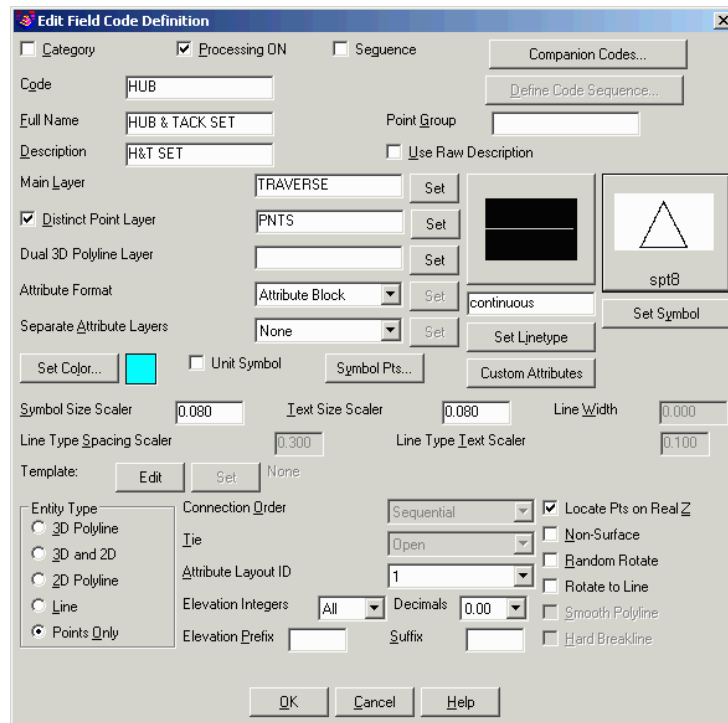 Edit Field Code Definition
Category Processing ON Sequence Companion Codes...
Code HUB Define Code Sequence...
Full Name HUB & TACK SET Point Group
Description H&T SET Use Raw Description
Main Layer TRAVERSE Set
Distinct Point Layer PNTS Set
Dual 3D Polyline Layer Set spt8
Attribute Format Attribute Block Set continuous Set Symbol
Separate Attribute Layers None Set Set Linetype
Set Color... Unit Symbol Symbol Pts... Custom Attributes
Symbol Size Scaler 0.080 Text Size Scaler 0.080 Line Width 0.000
Line Type Spacing Scaler 0.300 Line Type Text Scaler 0.100
Template: Edit Set None
Entity Type Connection Order Sequential Locate Pts on Real Z
3D Polyline Non-Surface
3D and 2D Tie Open Random Rotate
2D Polyline Attribute Layout ID 1 Rotate to Line
Line Elevation Integers All Decimals 0.00 Smooth Polyline
Points Only Elevation Prefix Suffix Hard Breakline
OK Cancel Help